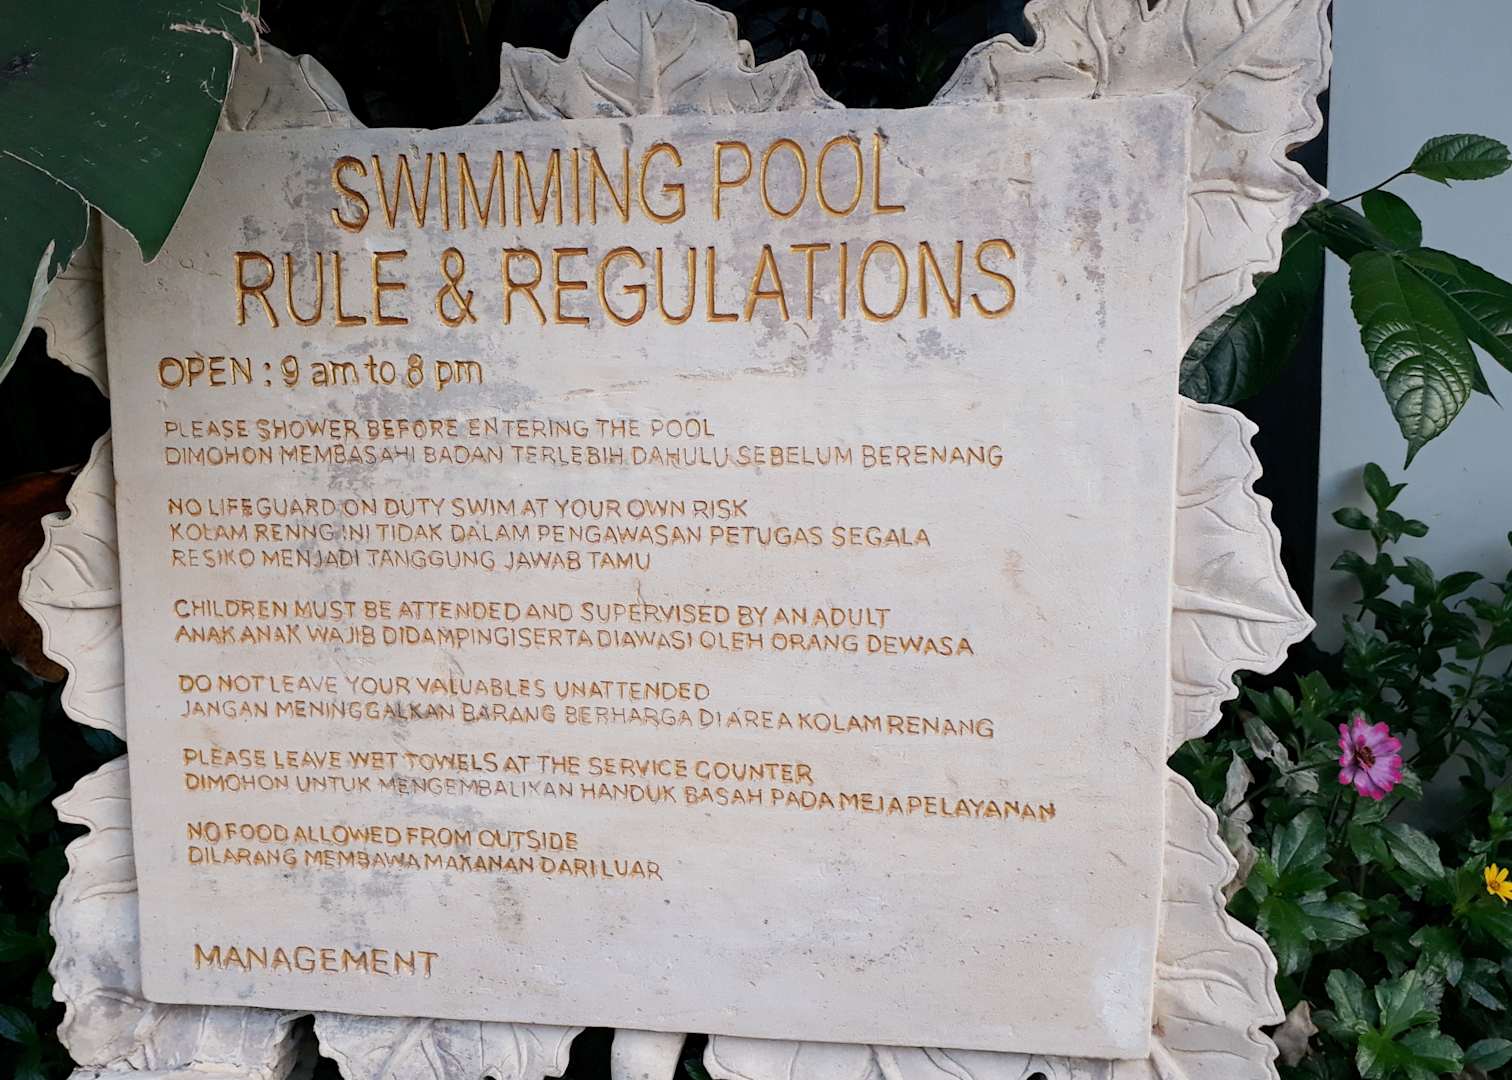 SWIMMING POOL
RULE & REGULATIONS
OPEN : 9 am to 8 pm
PLEASE SHOWER BEFORE ENTERING THE POOL
DIMOHON MEMBASAHI BADAN TERLEBIH DAHULU SEBELUM BERENANG
NO LIFEGUARD ON DUTY SWIM AT YOUR OWN RISK
KOLAM RENNG INI TIDAK DALAM PENGAWASAN PETUGAS SEGALA
RESIKO MENJADI TANGGUNG JAWAB TAMU
CHILDREN MUST BE ATTENDED AND SUPERVISED BY AN ADULT
ANAK ANAK WAJIB DIDAMPINGI SERTA DIAWASI OLEH ORANG DEWASA
DO NOT LEAVE YOUR VALUABLES UNATTENDED
JANGAN MENINGGALKAN BARANG BERHARGA DI AREA KOLAM RENANG
PLEASE LEAVE WET TOWELS AT THE SERVICE COUNTER
DIMOHON UNTUK MENGEMBALIKAN HANDUK BASAH PADA MEJA PELAYANAN
NO FOOD ALLOWED FROM OUTSIDE
DILARANG MEMBAWA MAKANAN DARI LUAR
MANAGEMENT